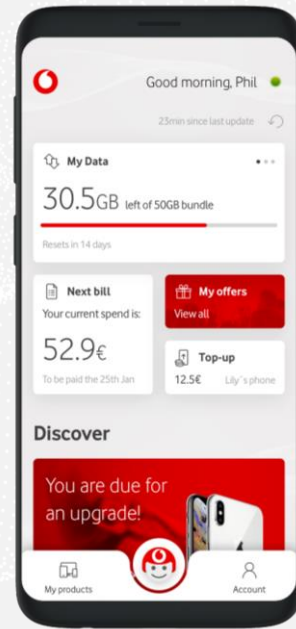 Good morning, Phil
23min since last update
My Data
30.5GB left of 50GB bundle
Resets in 14 days
Next bill
Your current spend is:
52.9€
To be paid the 25th Jan
My offers
View all
Top-up
12.5€ Lily´s phone
Discover
You are due for
an upgrade!
My products
Account